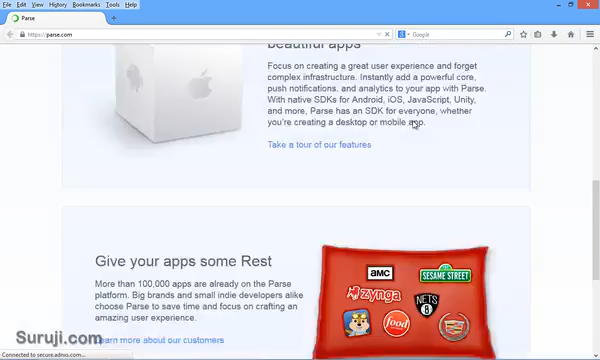 File Edit View History Bookmarks Tools Help
Parse
https://parse.com
Google
beautiful apps
Focus on creating a great user experience and forget
complex infrastructure. Instantly add a powerful core,
push notifications, and analytics to your app with Parse.
With native SDKs for Android, iOS, JavaScript, Unity,
and more, Parse has an SDK for everyone, whether
you're creating a desktop or mobile app.
Take a tour of our features
Give your apps some Rest
More than 100,000 apps are already on the Parse
platform. Big brands and small indie developers alike
choose Parse to save time and focus on crafting an
amazing user experience.
Learn more about our customers
amc
SESAME STREET
zynga
NETS
food
Suruji.com
Connected to secure.adnxs.com...